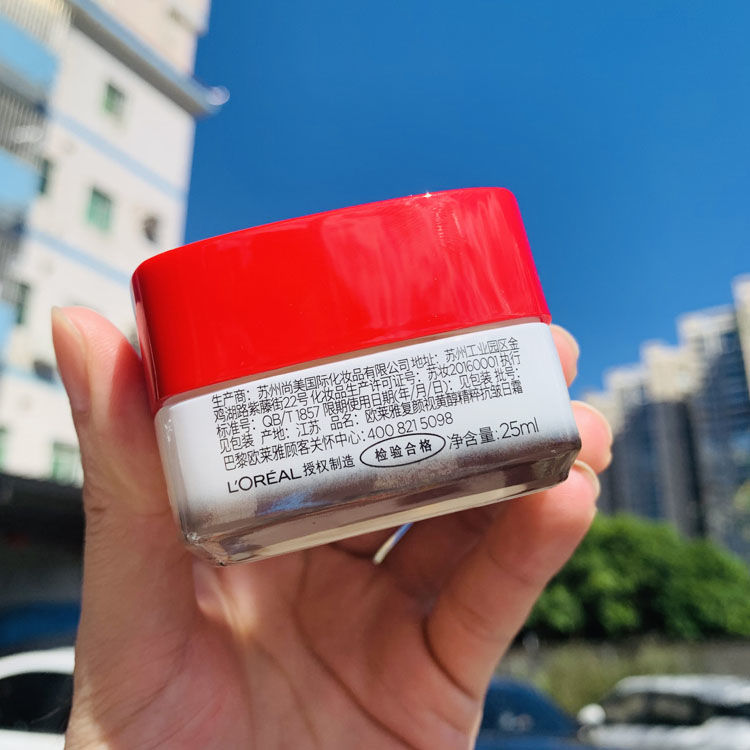 生产商：苏州尚美国际化妆品有限公司 地址：苏州工业园区金
鸡湖路紫藤街22号 化妆品生产许可证号：苏妆20160001执行
标准号：QB/T 1857 限期使用日期(年/月/日)：见包装 批号：
见包装 产地：江苏 品名：欧莱雅复颜视黄醇精粹抗皱日霜
巴黎欧莱雅顾客关怀中心：400 821 5098
L'ORÉAL 授权制造 检验合格 净含量：25ml